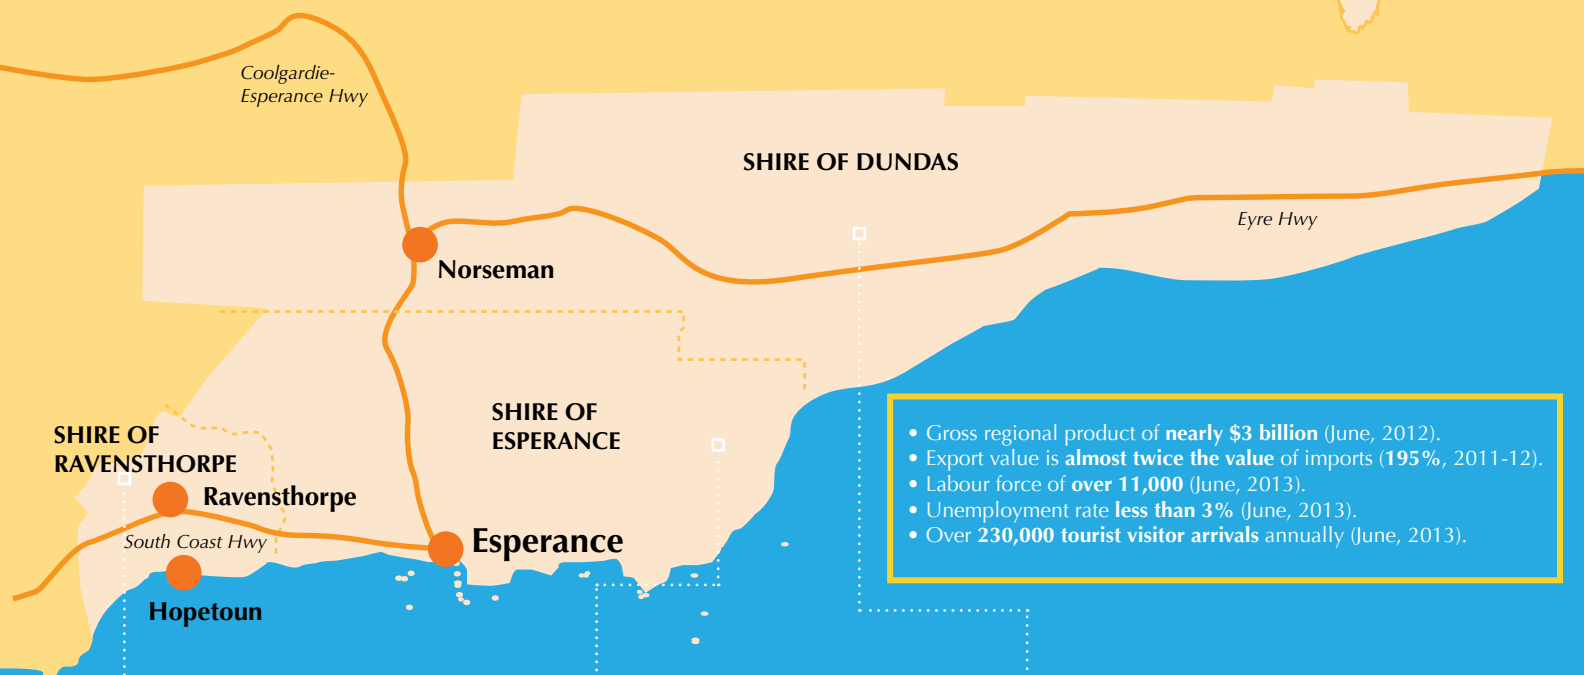 Coolgardie-
Esperance Hwy
SHIRE OF DUNDAS
Eyre Hwy
Norseman
SHIRE OF
ESPERANCE
SHIRE OF
RAVENSTHORPE
Ravensthorpe
South Coast Hwy
Esperance
Hopetoun
• Gross regional product of nearly $3 billion (June, 2012).
• Export value is almost twice the value of imports (195%, 2011-12).
• Labour force of over 11,000 (June, 2013).
• Unemployment rate less than 3% (June, 2013).
• Over 230,000 tourist visitor arrivals annually (June, 2013).